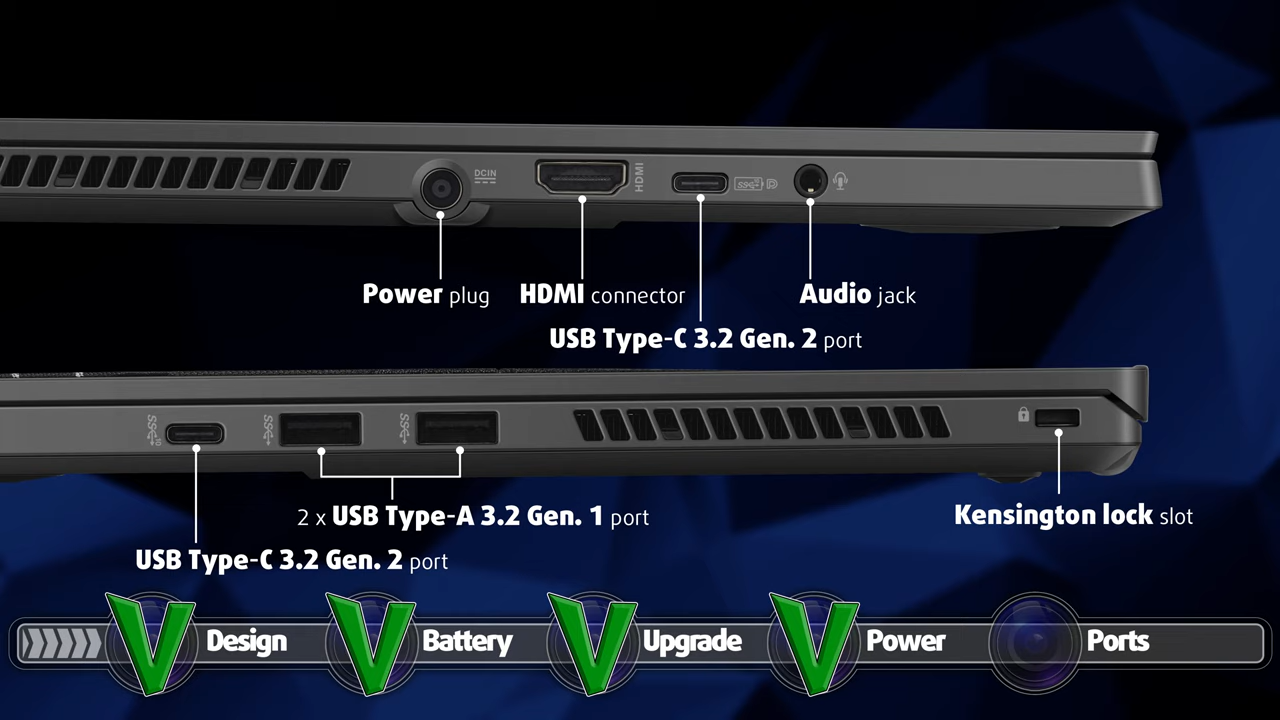 DCIN
HDMI
Power plug
HDMI connector
Audio jack
USB Type-C 3.2 Gen. 2 port
2 x USB Type-A 3.2 Gen. 1 port
Kensington lock slot
USB Type-C 3.2 Gen. 2 port
Design
Battery
Upgrade
Power
Ports